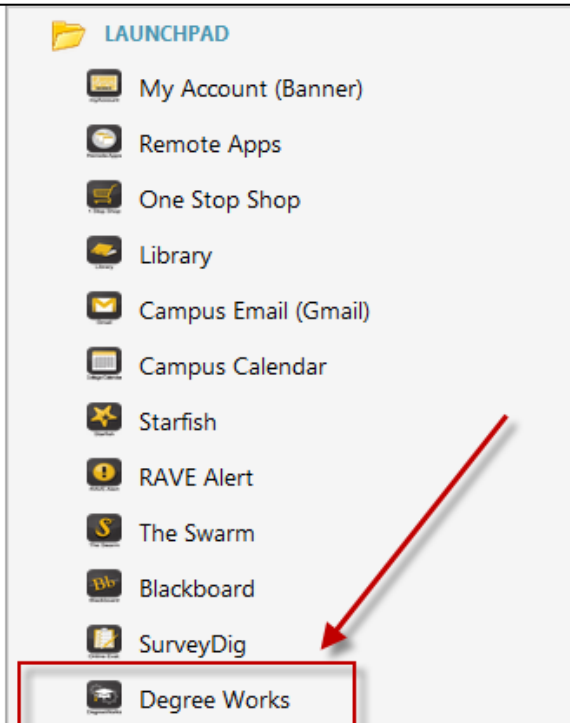 LAUNCHPAD
My Account (Banner)
Remote Apps
One Stop Shop
Library
Campus Email (Gmail)
Campus Calendar
Starfish
RAVE Alert
The Swarm
Bb
Blackboard
SurveyDig
Degree Works